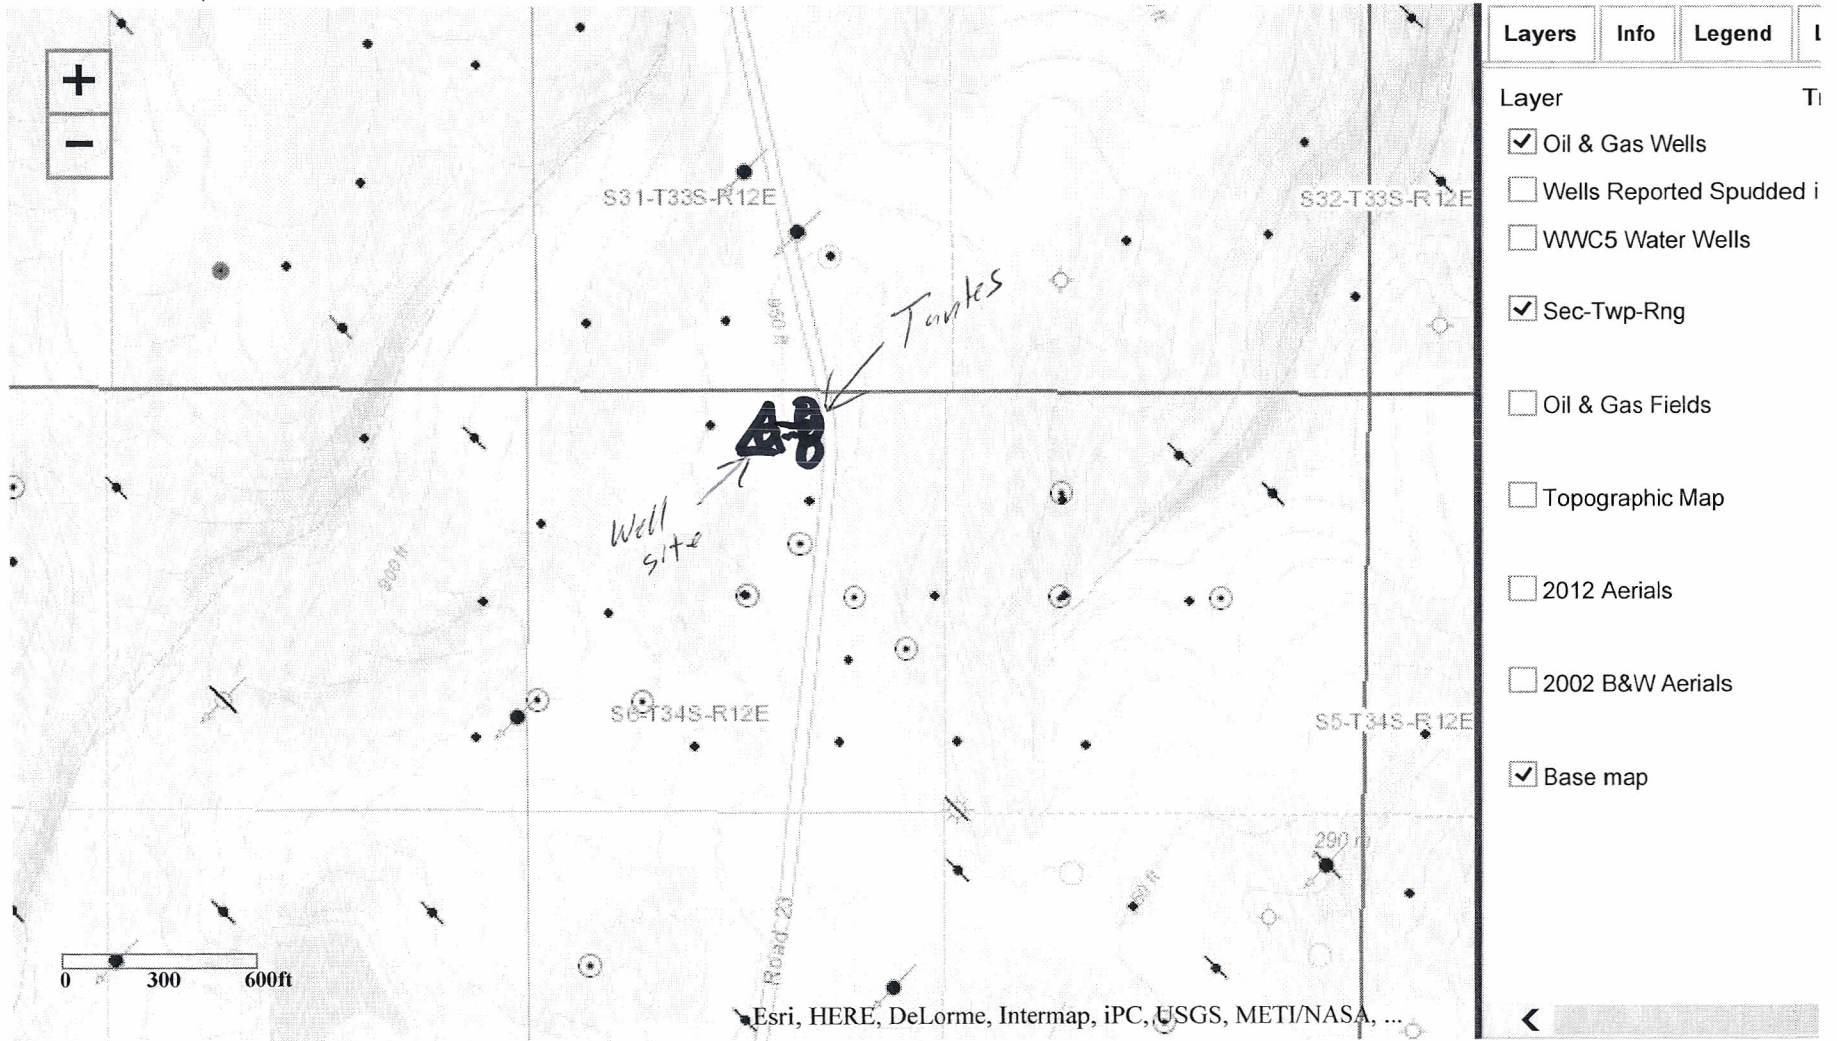 Layers Info Legend L
Layer
Oil & Gas Wells
Wells Reported Spudded i
WWC5 Water Wells
Sec-Twp-Rng
Oil & Gas Fields
Topographic Map
2012 Aerials
2002 B&W Aerials
Base map
+
−
S31-T33S-R12E
S32-T33S-R12E
950 ft
Tankes
Well
site
900 ft
S6-T34S-R12E
S5-T34S-R12E
290 m
Road 23
0 300 600ft
Esri, HERE, DeLorme, Intermap, iPC, USGS, METI/NASA, ...